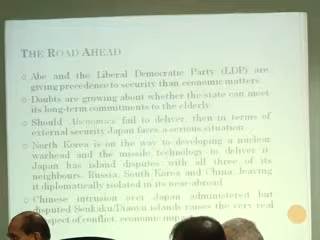 THE ROAD AHEAD
Abe and the Liberal Democratic Party (LDP) are
giving precedence to security than economic matters.
Doubts are growing about whether the state can meet
its long-term commitments to the elderly.
Should Abenomics fail to deliver, then in terms of
external security Japan faces a serious situation.
North Korea is on the way to developing a nuclear
warhead and the missile technology to deliver it.
Japan has island disputes with all three of its
neighbours, Russia, South Korea and China, leaving
it diplomatically isolated in its near-abroad
Chinese intrusion over Japan administered but
disputed Senkaku/Diaoyu islands raises the very real
of conflict, economic